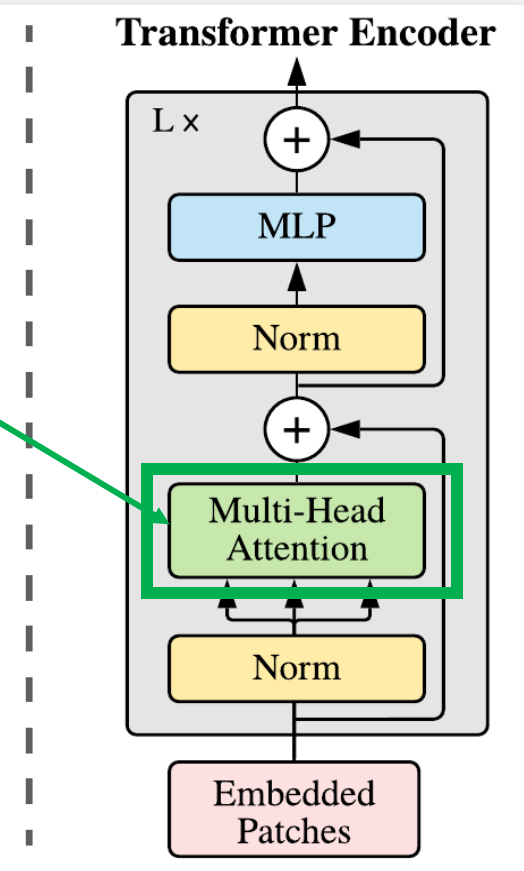 Transformer Encoder
L ×
+
MLP
Norm
+
Multi-Head
Attention
Norm
Embedded
Patches